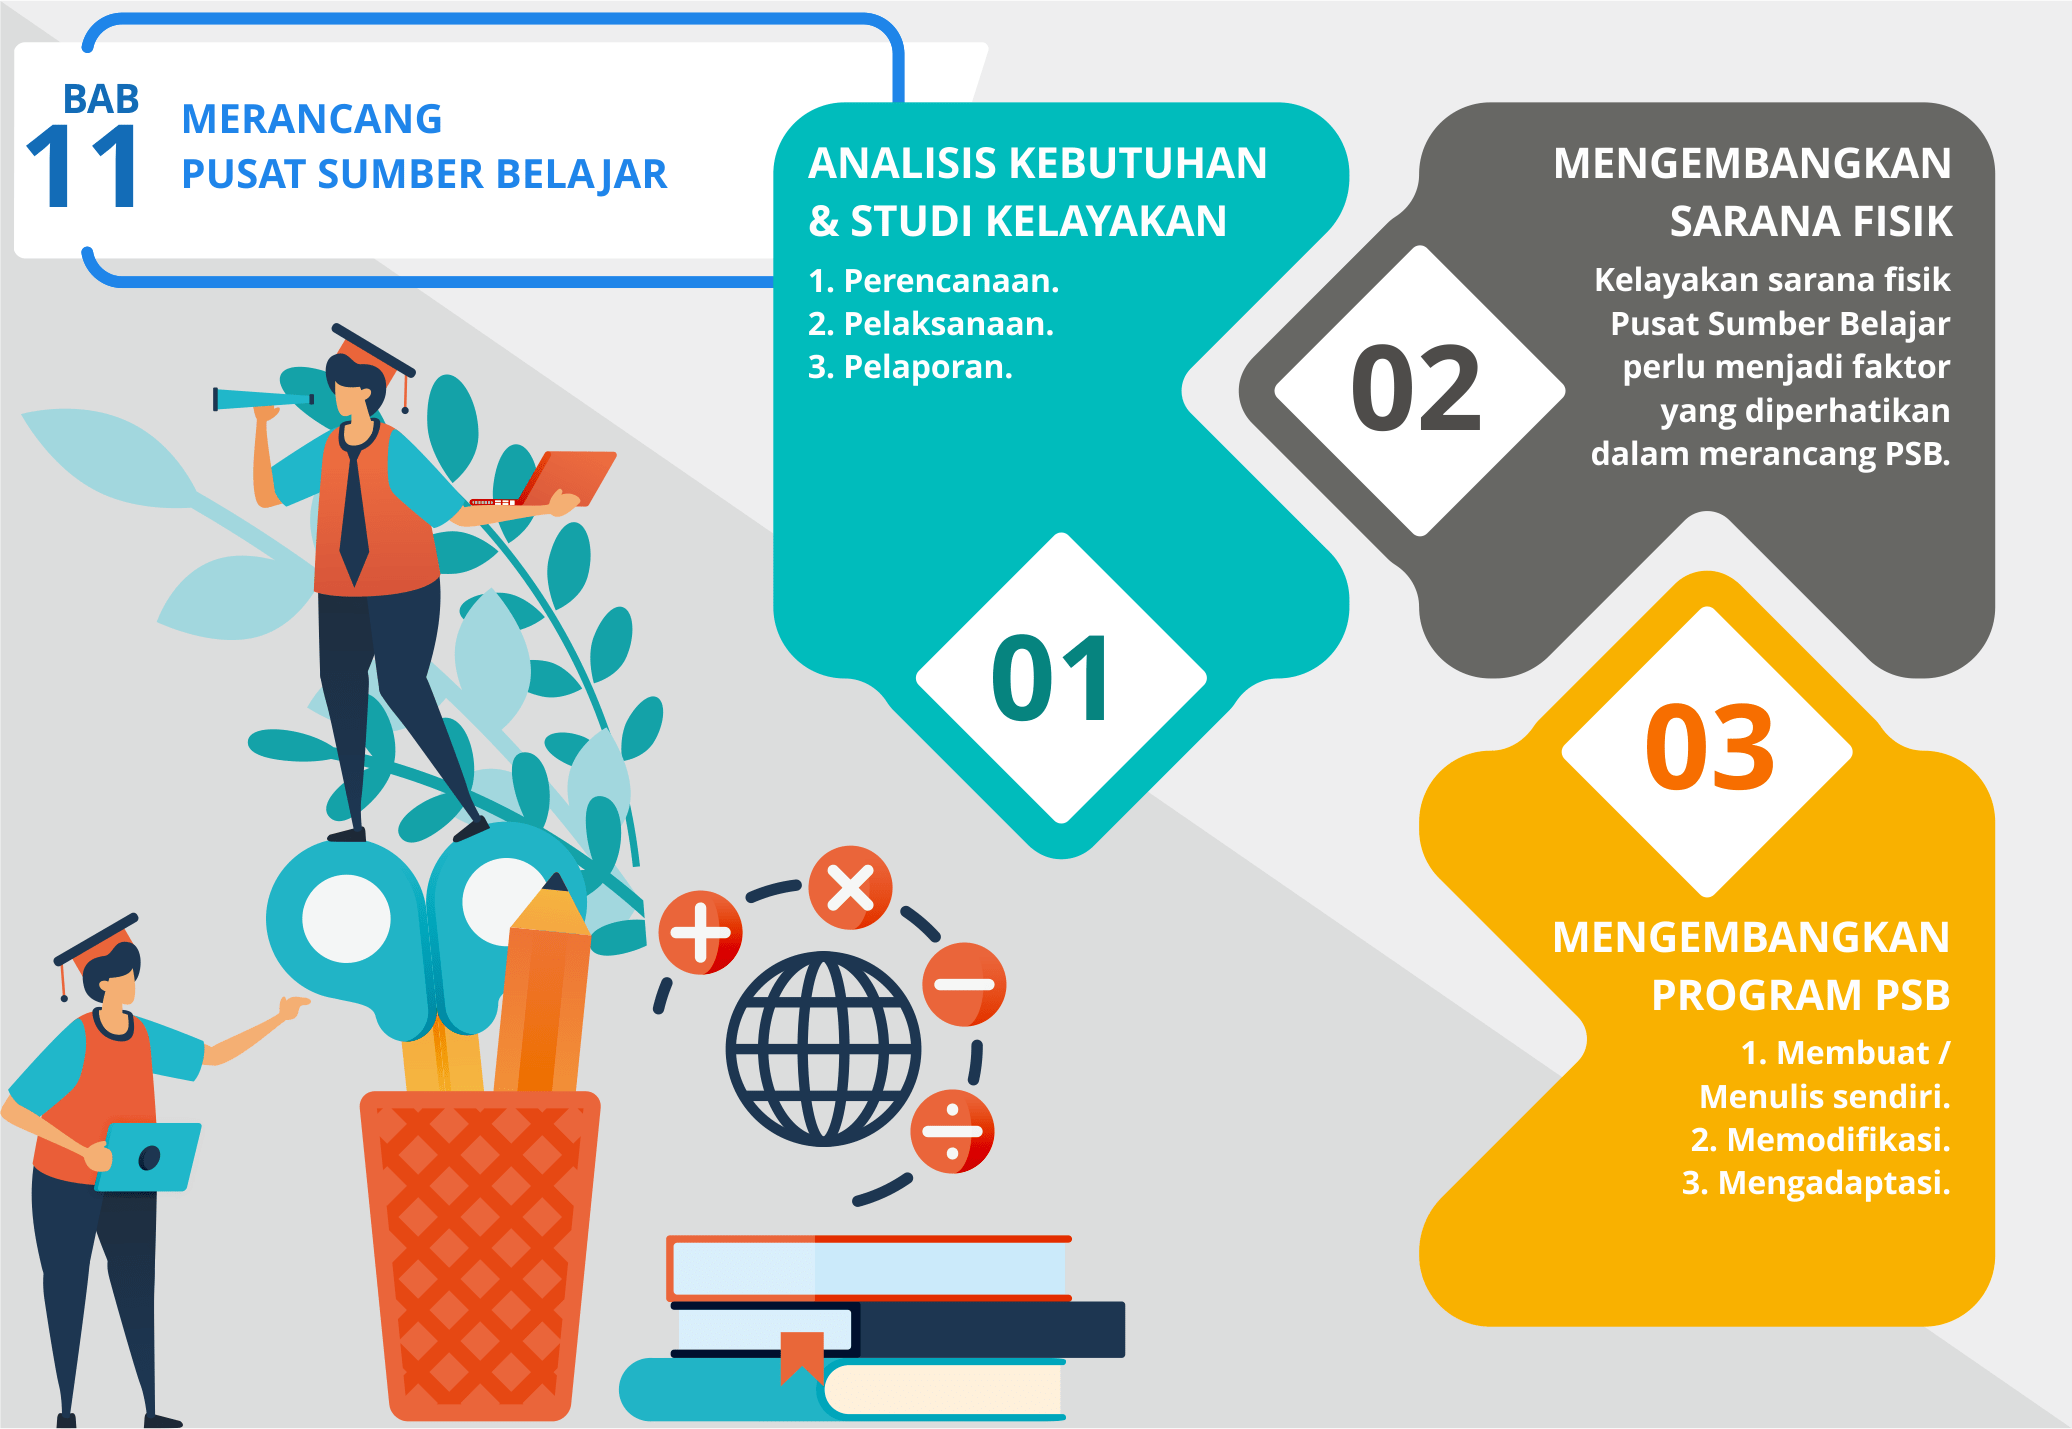 BAB
11
MERANCANG
PUSAT SUMBER BELAJAR
ANALISIS KEBUTUHAN
& STUDI KELAYAKAN
1. Perencanaan.
2. Pelaksanaan.
3. Pelaporan.
01
MENGEMBANGKAN
SARANA FISIK
Kelayakan sarana fisik
Pusat Sumber Belajar
perlu menjadi faktor
yang diperhatikan
dalam merancang PSB.
02
03
MENGEMBANGKAN
PROGRAM PSB
1. Membuat /
Menulis sendiri.
2. Memodifikasi.
3. Mengadaptasi.